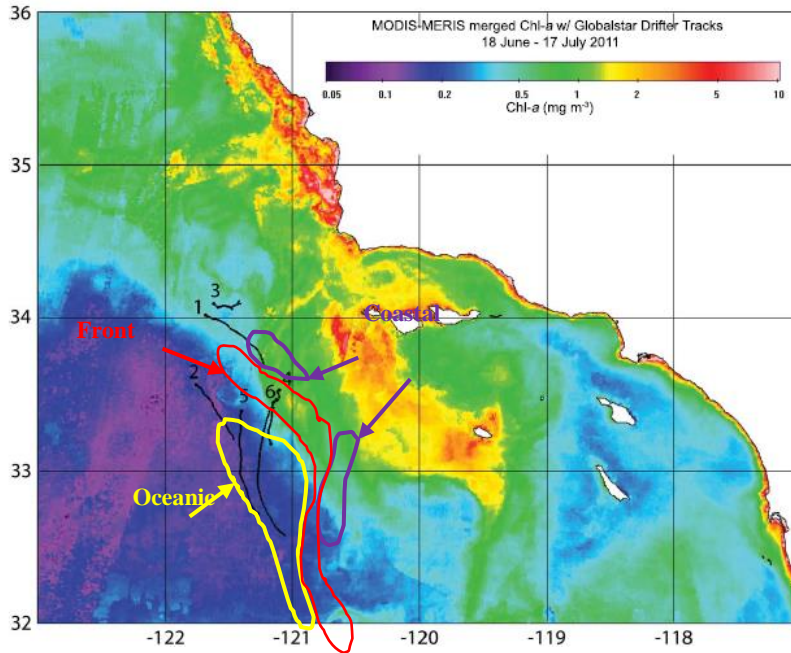 MODIS-MERIS merged Chl-a w/ Globalstar Drifter Tracks
18 June - 17 July 2011
0.05 0.1 0.2 0.5 1 2 5 10
Chl-a (mg m-3)
36
35
34
33
32
3
1
Front
Coastal
2
5
4
6
Oceanic
-122 -121 -120 -119 -118